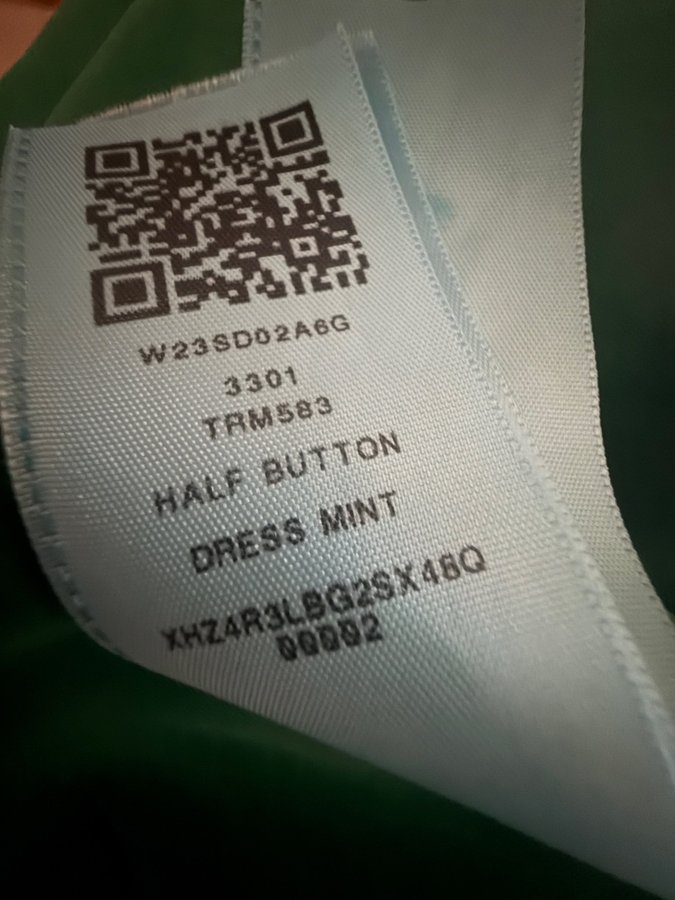 W23SD02A6G
3301
TRM583
HALF BUTTON
DRESS MINT
XHZ4R3LBG2SX46Q
00002